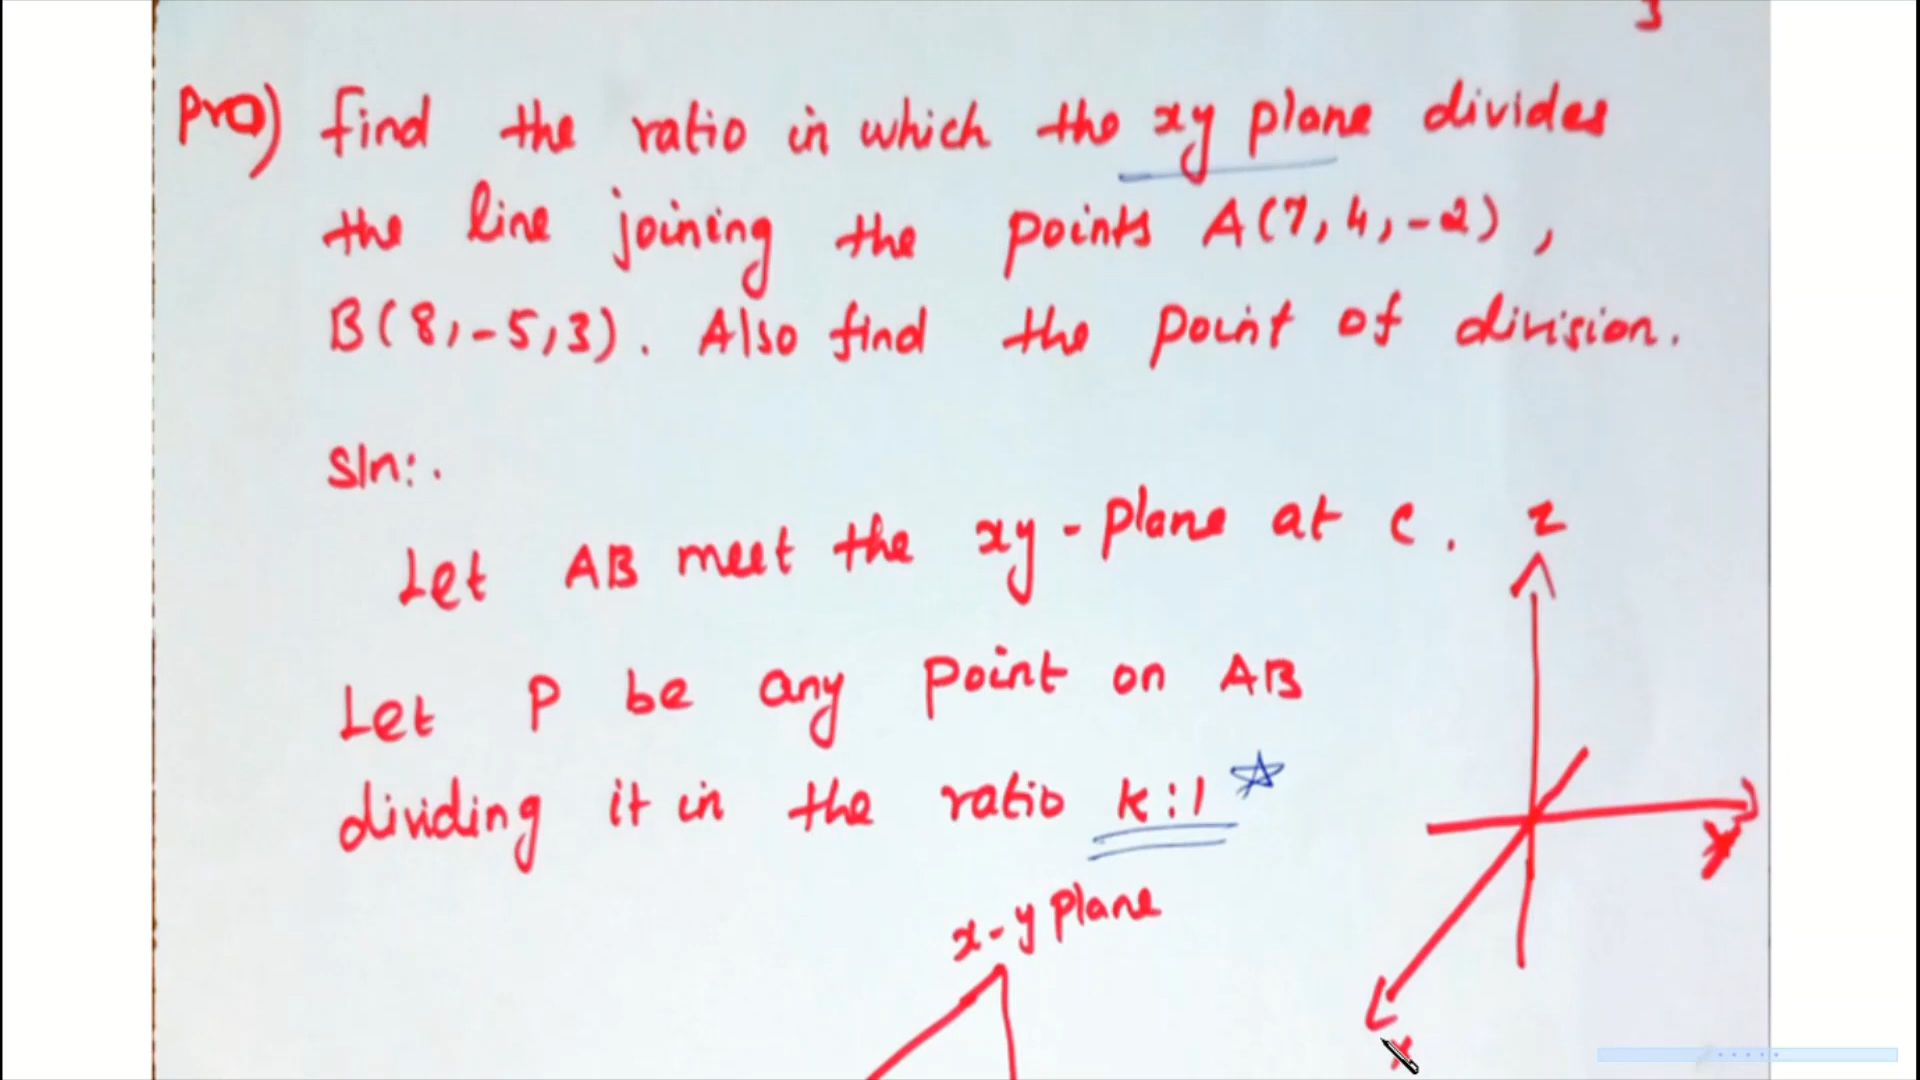 3
Pro) find the ratio in which the xy plane divides
the line joining the points A(7,4,-2),
B(8,-5,3). Also find the point of division.
Sln:.
Let AB meet the xy-plane at C.
z
Let P be any point on AB
dividing it in the ratio k:1
y
x-y plane
x